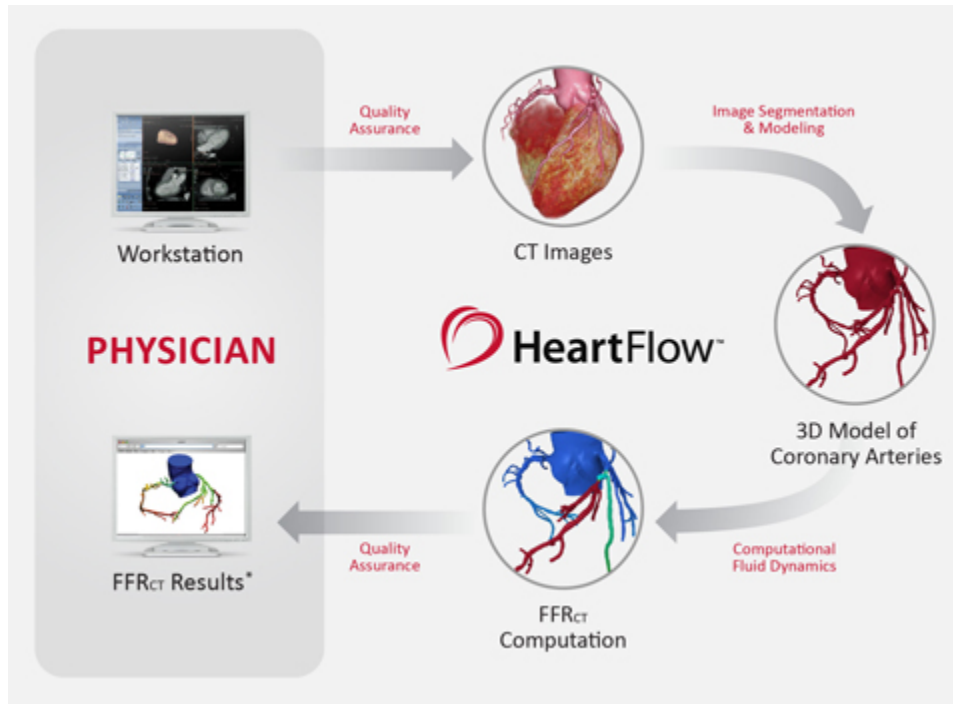 Quality
Assurance
Image Segmentation
& Modeling
Workstation
CT Images
PHYSICIAN
HeartFlow™
3D Model of
Coronary Arteries
FFRCT Results*
Quality
Assurance
Computational
Fluid Dynamics
FFRCT
Computation